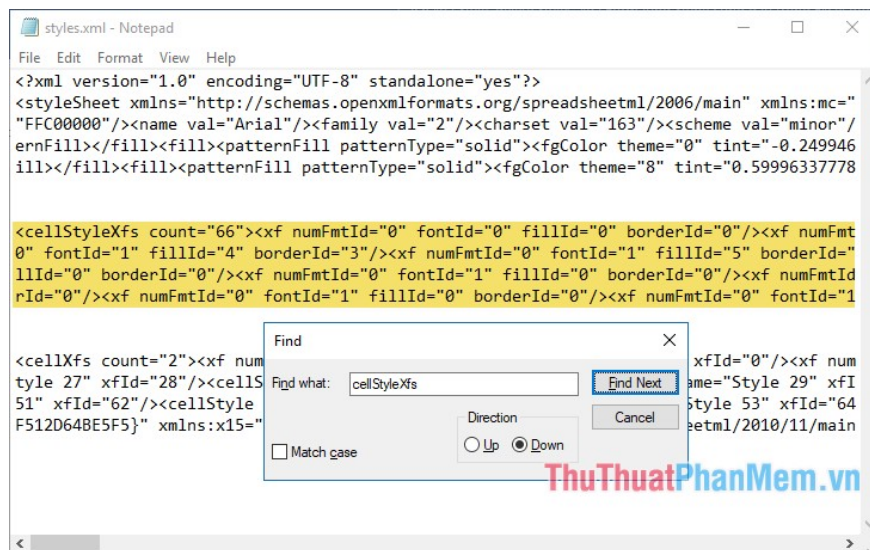 styles.xml - Notepad
File Edit Format View Help
<?xml version="1.0" encoding="UTF-8" standalone="yes"?>
<styleSheet xmlns="http://schemas.openxmlformats.org/spreadsheetml/2006/main" xmlns:mc="
"FFC00000"/><name val="Arial"/><family val="2"/><charset val="163"/><scheme val="minor"/
ernFill></fill><fill><patternFill patternType="solid"><fgColor theme="0" tint="-0.249946
ill></fill><fill><patternFill patternType="solid"><fgColor theme="8" tint="0.59996337778
<cellStyleXfs count="66"><xf numFmtId="0" fontId="0" fillId="0" borderId="0"/><xf numFmt
0" fontId="1" fillId="4" borderId="3"/><xf numFmtId="0" fontId="1" fillId="5" borderId="
llId="0" borderId="0"/><xf numFmtId="0" fontId="1" fillId="0" borderId="0"/><xf numFmtId
rId="0"/><xf numFmtId="0" fontId="1" fillId="0" borderId="0"/><xf numFmtId="0" fontId="1
<cellXfs count="2"><xf num xfId="0"/><xf num
tyle 27" xfId="28"/><cellS ame="Style 29" xfI
51" xfId="62"/><cellStyle Style 53" xfId="64
F512D64BE5F5}" xmlns:x15=" eetml/2010/11/main
Find
Find what: cellStyleXfs Find Next
Direction Cancel
Match case Up Down
ThuThuatPhanMem.vn